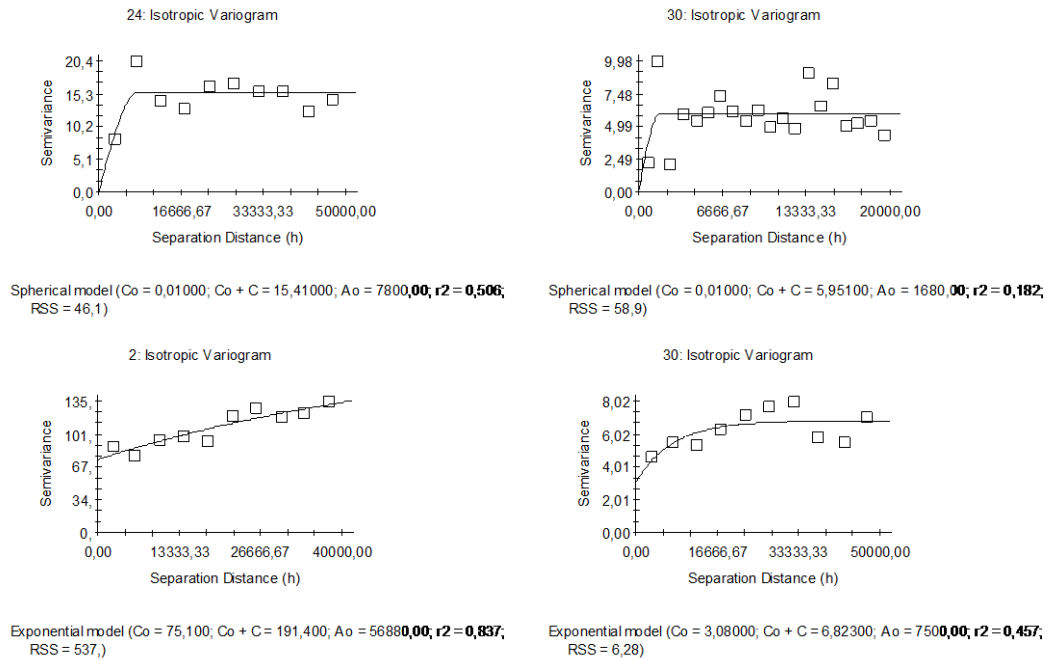 24: Isotropic Variogram
20,4
15,3
10,2
5,1
0,0
Semivariance
0,00 16666,67 33333,33 50000,00
Separation Distance (h)
Spherical model (Co = 0,01000; Co + C = 15,41000; Ao = 7800,00; r2 = 0,506;
RSS = 46,1)
30: Isotropic Variogram
9,98
7,48
4,99
2,49
0,00
Semivariance
0,00 6666,67 13333,33 20000,00
Separation Distance (h)
Spherical model (Co = 0,01000; Co + C = 5,95100; Ao = 1680,00; r2 = 0,182;
RSS = 58,9)
2: Isotropic Variogram
135,
101,
67,
34,
0,
Semivariance
0,00 13333,33 26666,67 40000,00
Separation Distance (h)
Exponential model (Co = 75,100; Co + C = 191,400; Ao = 56880,00; r2 = 0,837;
RSS = 537,)
30: Isotropic Variogram
8,02
6,02
4,01
2,01
0,00
Semivariance
0,00 16666,67 33333,33 50000,00
Separation Distance (h)
Exponential model (Co = 3,08000; Co + C = 6,82300; Ao = 7500,00; r2 = 0,457;
RSS = 6,28)